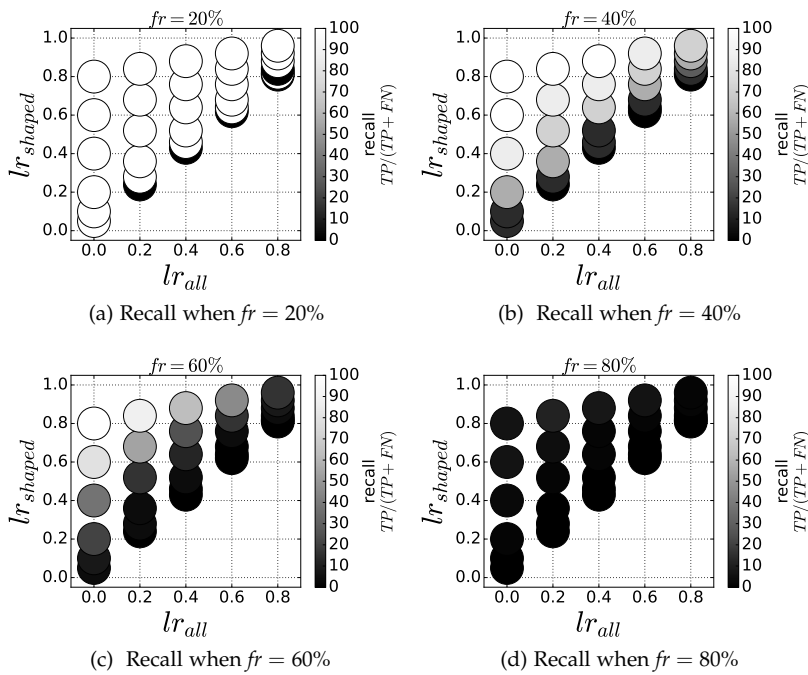 fr = 20%
1.0
0.8
0.6
0.4
0.2
0.0
lr_shaped
0.0 0.2 0.4 0.6 0.8
lr_all
100
90
80
70
60
50
40
30
20
10
0
recall
TP/(TP + FN)
(a) Recall when fr = 20%
fr = 40%
1.0
0.8
0.6
0.4
0.2
0.0
lr_shaped
0.0 0.2 0.4 0.6 0.8
lr_all
100
90
80
70
60
50
40
30
20
10
0
recall
TP/(TP + FN)
(b) Recall when fr = 40%
fr = 60%
1.0
0.8
0.6
0.4
0.2
0.0
lr_shaped
0.0 0.2 0.4 0.6 0.8
lr_all
100
90
80
70
60
50
40
30
20
10
0
recall
TP/(TP + FN)
(c) Recall when fr = 60%
fr = 80%
1.0
0.8
0.6
0.4
0.2
0.0
lr_shaped
0.0 0.2 0.4 0.6 0.8
lr_all
100
90
80
70
60
50
40
30
20
10
0
recall
TP/(TP + FN)
(d) Recall when fr = 80%